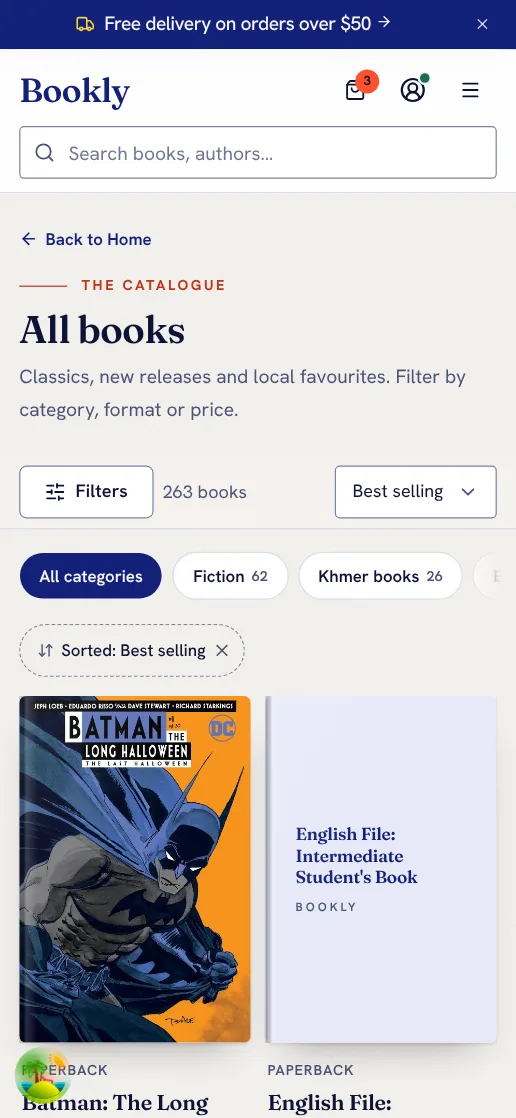 Free delivery on orders over $50 →
Bookly
3
Search books, authors...
← Back to Home
THE CATALOGUE
All books
Classics, new releases and local favourites. Filter by
category, format or price.
Filters
263 books
Best selling
All categories
Fiction 62
Khmer books 26
Sorted: Best selling
JEPH LOEB • EDUARDO RISSO DAVE STEWART • RICHARD STARKINGS
BATMAN
THE
LONG HALLOWEEN
THE LAST HALLOWEEN
DC
English File:
Intermediate
Student's Book
BOOKLY
PAPERBACK
PAPERBACK
Batman: The Long
English File: